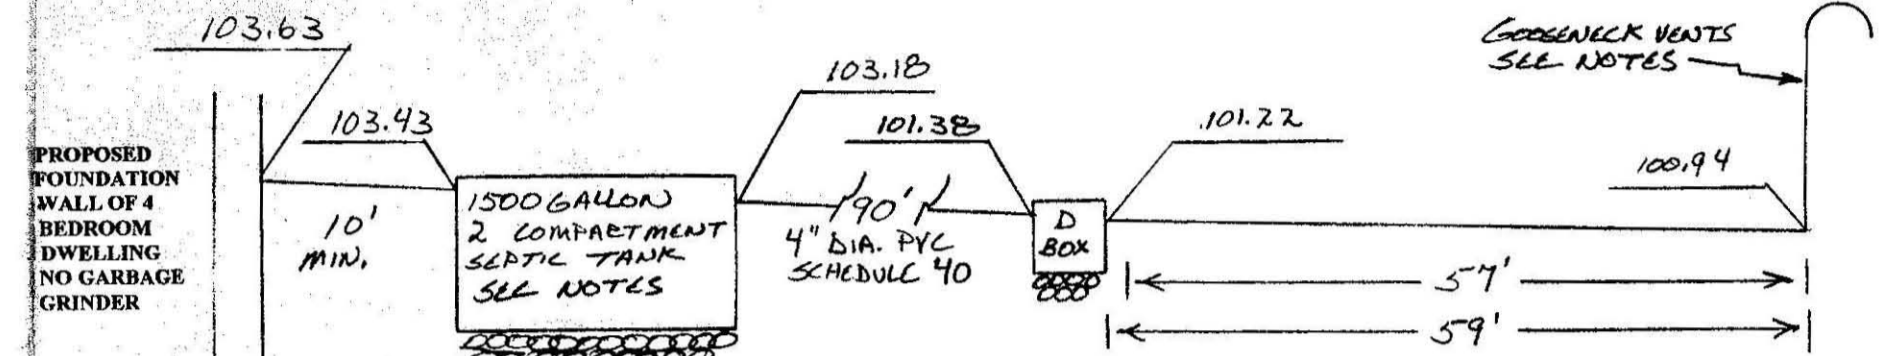 103.63
GOOSENECK VENTS
SEE NOTES
103.18
103.43
101.38
101.22
100.94
PROPOSED
FOUNDATION
WALL OF 4
BEDROOM
DWELLING
NO GARBAGE
GRINDER
10'
MIN.
1500 GALLON
2 COMPARTMENT
SEPTIC TANK
SEE NOTES
90'
4" DIA. PVC
SCHEDULE 40
D
BOX
57'
59'